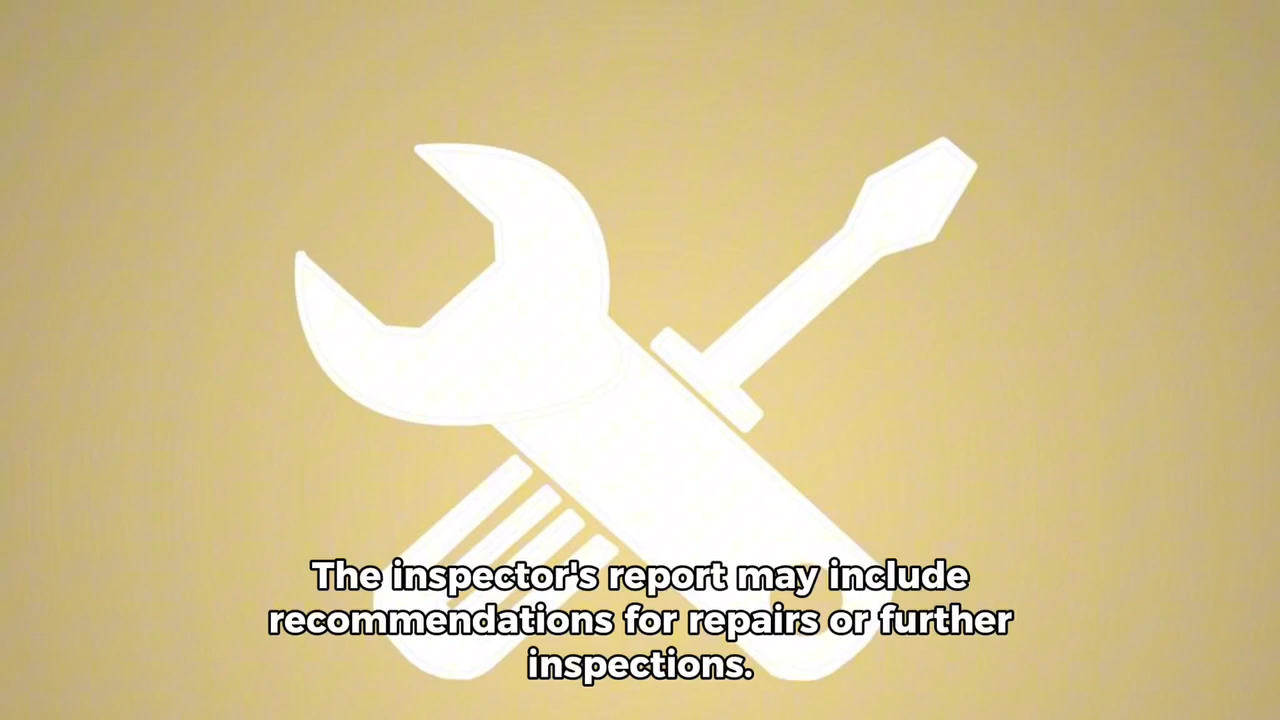 The inspector's report may include
recommendations for repairs or further
inspections.